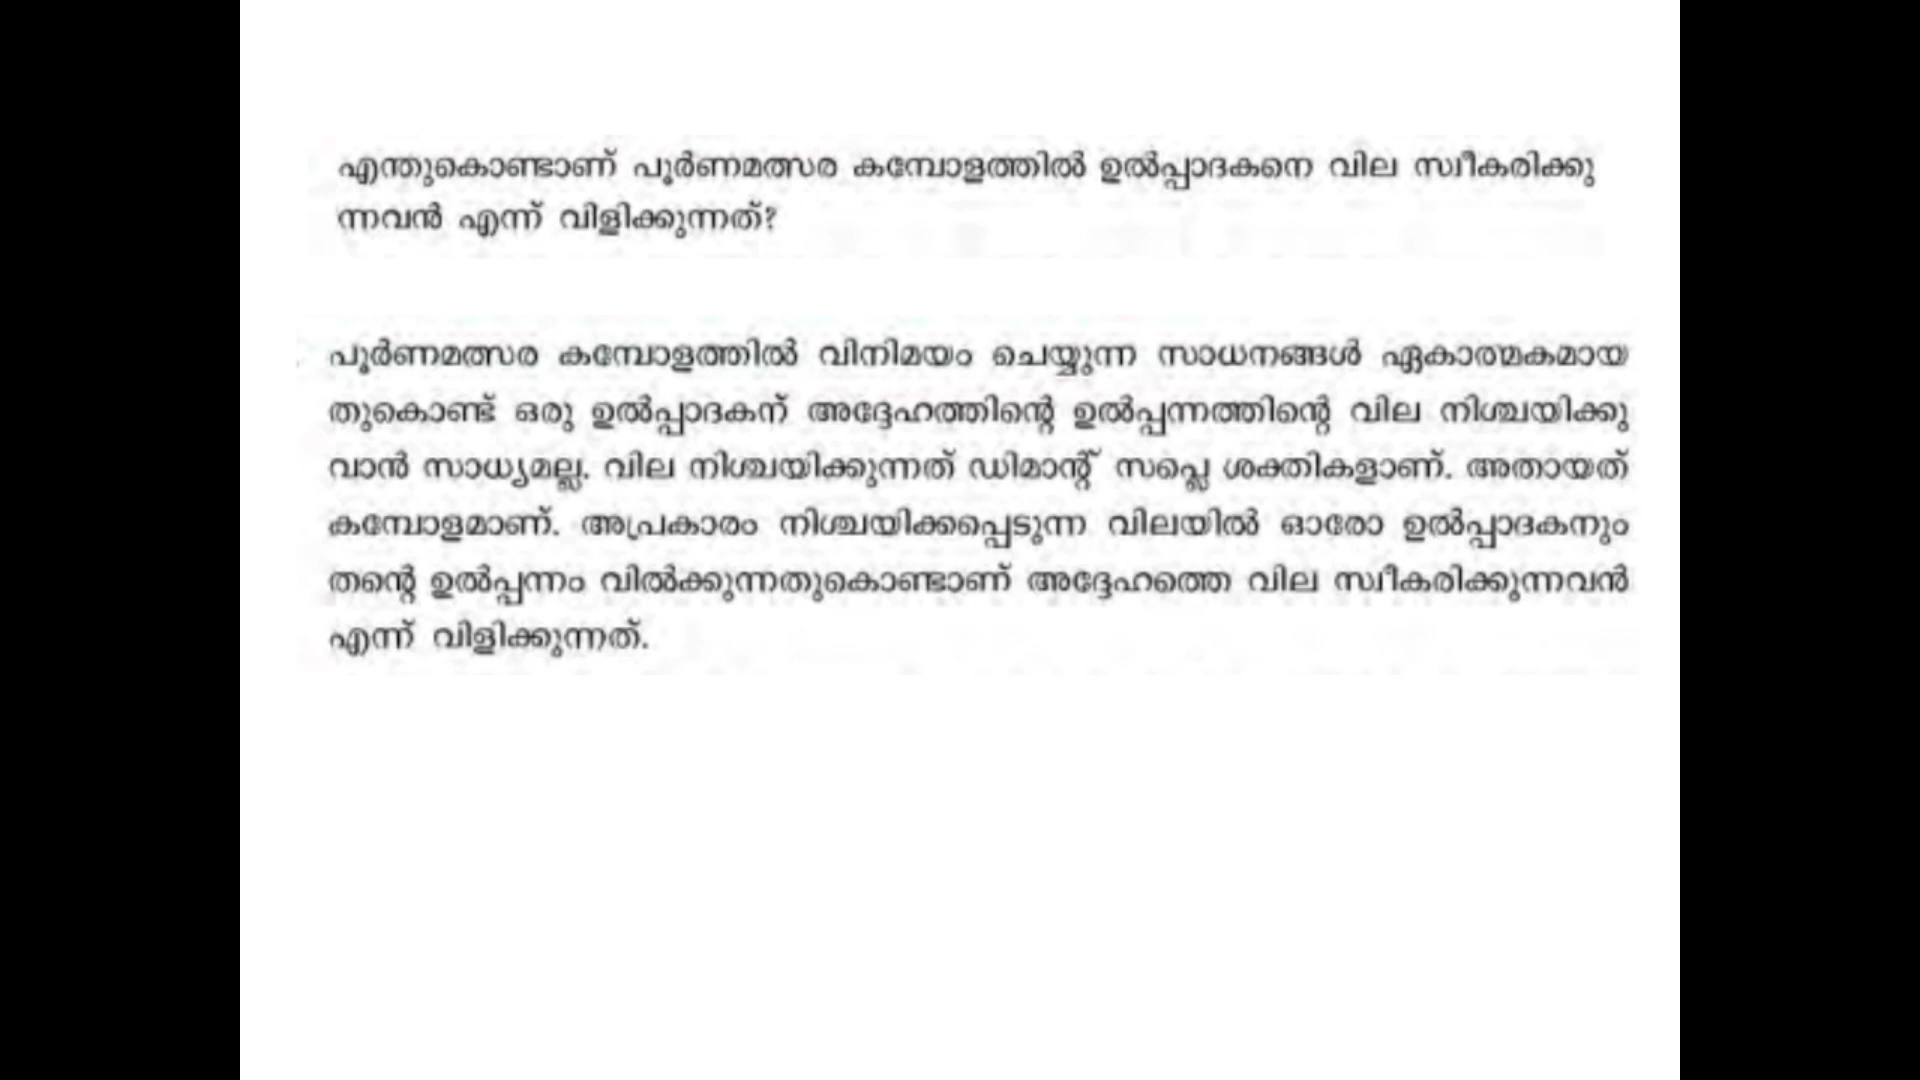 എന്തുകൊണ്ടാണ് പൂർണമത്സര കമ്പോളത്തിൽ ഉൽപ്പാദകനെ വില സ്വീകരിക്കു
ന്നവൻ എന്ന് വിളിക്കുന്നത്?
പൂർണമത്സര കമ്പോളത്തിൽ വിനിമയം ചെയ്യുന്ന സാധനങ്ങൾ ഏകാത്മകമായ
തുകൊണ്ട് ഒരു ഉൽപ്പാദകന് അദ്ദേഹത്തിന്റെ ഉൽപ്പന്നത്തിന്റെ വില നിശ്ചയിക്കു
വാൻ സാധ്യമല്ല. വില നിശ്ചയിക്കുന്നത് ഡിമാന്റ് സപ്ലെ ശക്തികളാണ്. അതായത്
കമ്പോളമാണ്. അപ്രകാരം നിശ്ചയിക്കപ്പെടുന്ന വിലയിൽ ഓരോ ഉൽപ്പാദകനും
തന്റെ ഉൽപ്പന്നം വിൽക്കുന്നതുകൊണ്ടാണ് അദ്ദേഹത്തെ വില സ്വീകരിക്കുന്നവൻ
എന്ന് വിളിക്കുന്നത്.